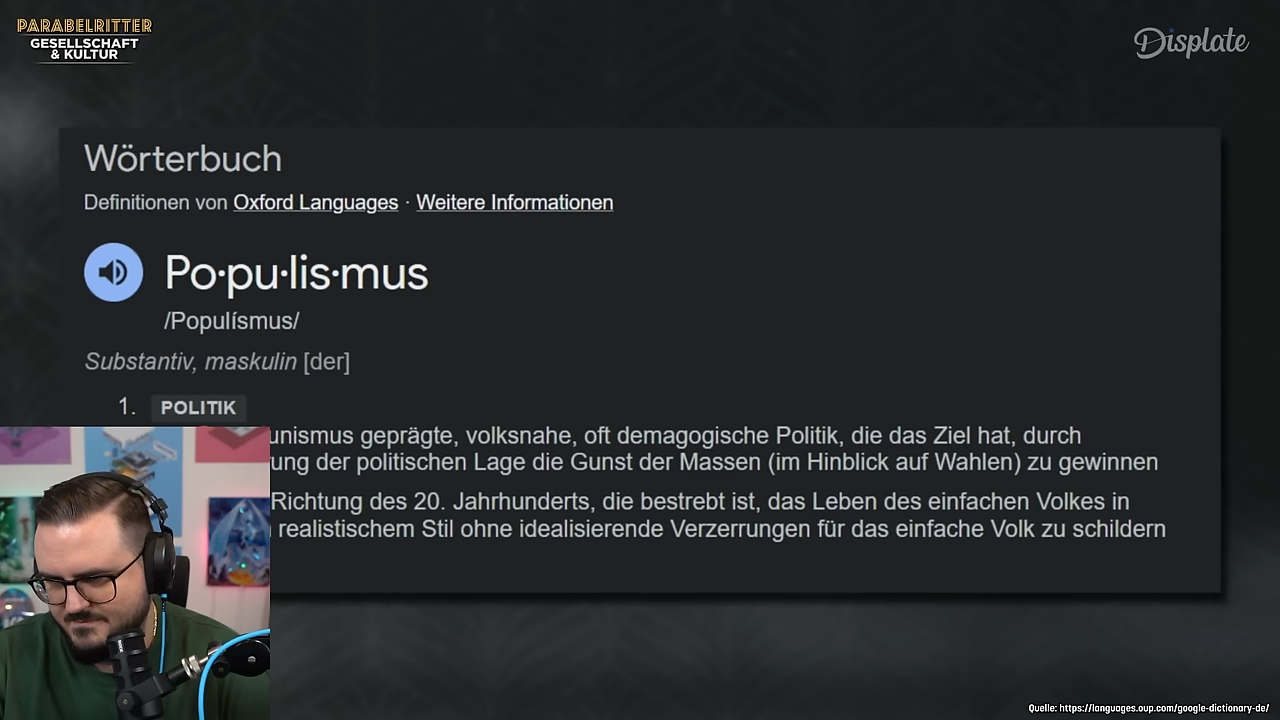 PARABELRITTER
GESELLSCHAFT
& KULTUR
Displate
Wörterbuch
Definitionen von Oxford Languages · Weitere Informationen
Po·pu·lis·mus
/Populísmus/
Substantiv, maskulin [der]
1. POLITIK
unismus geprägte, volksnahe, oft demagogische Politik, die das Ziel hat, durch
rung der politischen Lage die Gunst der Massen (im Hinblick auf Wahlen) zu gewinnen
Richtung des 20. Jahrhunderts, die bestrebt ist, das Leben des einfachen Volkes in
realistischem Stil ohne idealisierende Verzerrungen für das einfache Volk zu schildern
Quelle: https://languages.oup.com/google-dictionary-de/